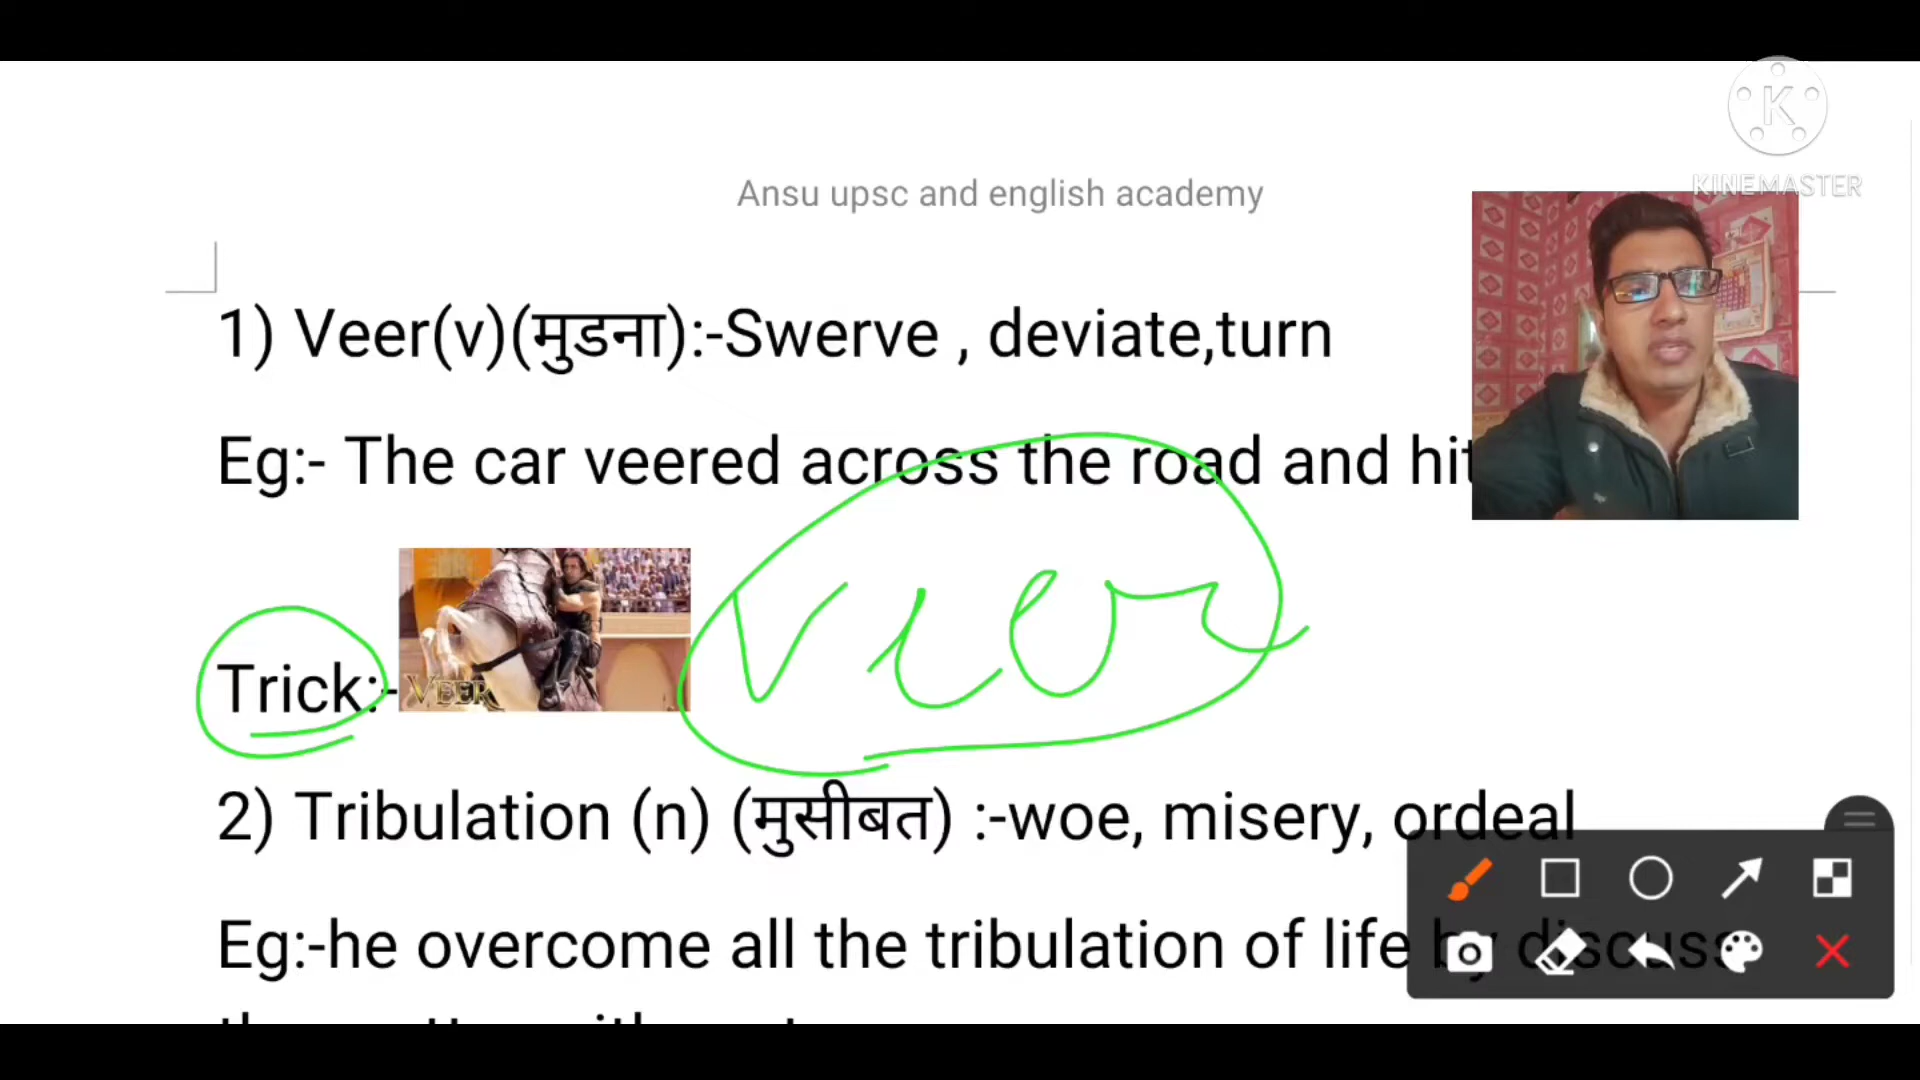 KINEMASTER
Ansu upsc and english academy
1) Veer(v)(मुडना):-Swerve , deviate,turn
Eg:- The car veered across the road and hit
Trick:-
VEER
veer
2) Tribulation (n) (मुसीबत) :-woe, misery, ordeal
Eg:-he overcome all the tribulation of life by discuss